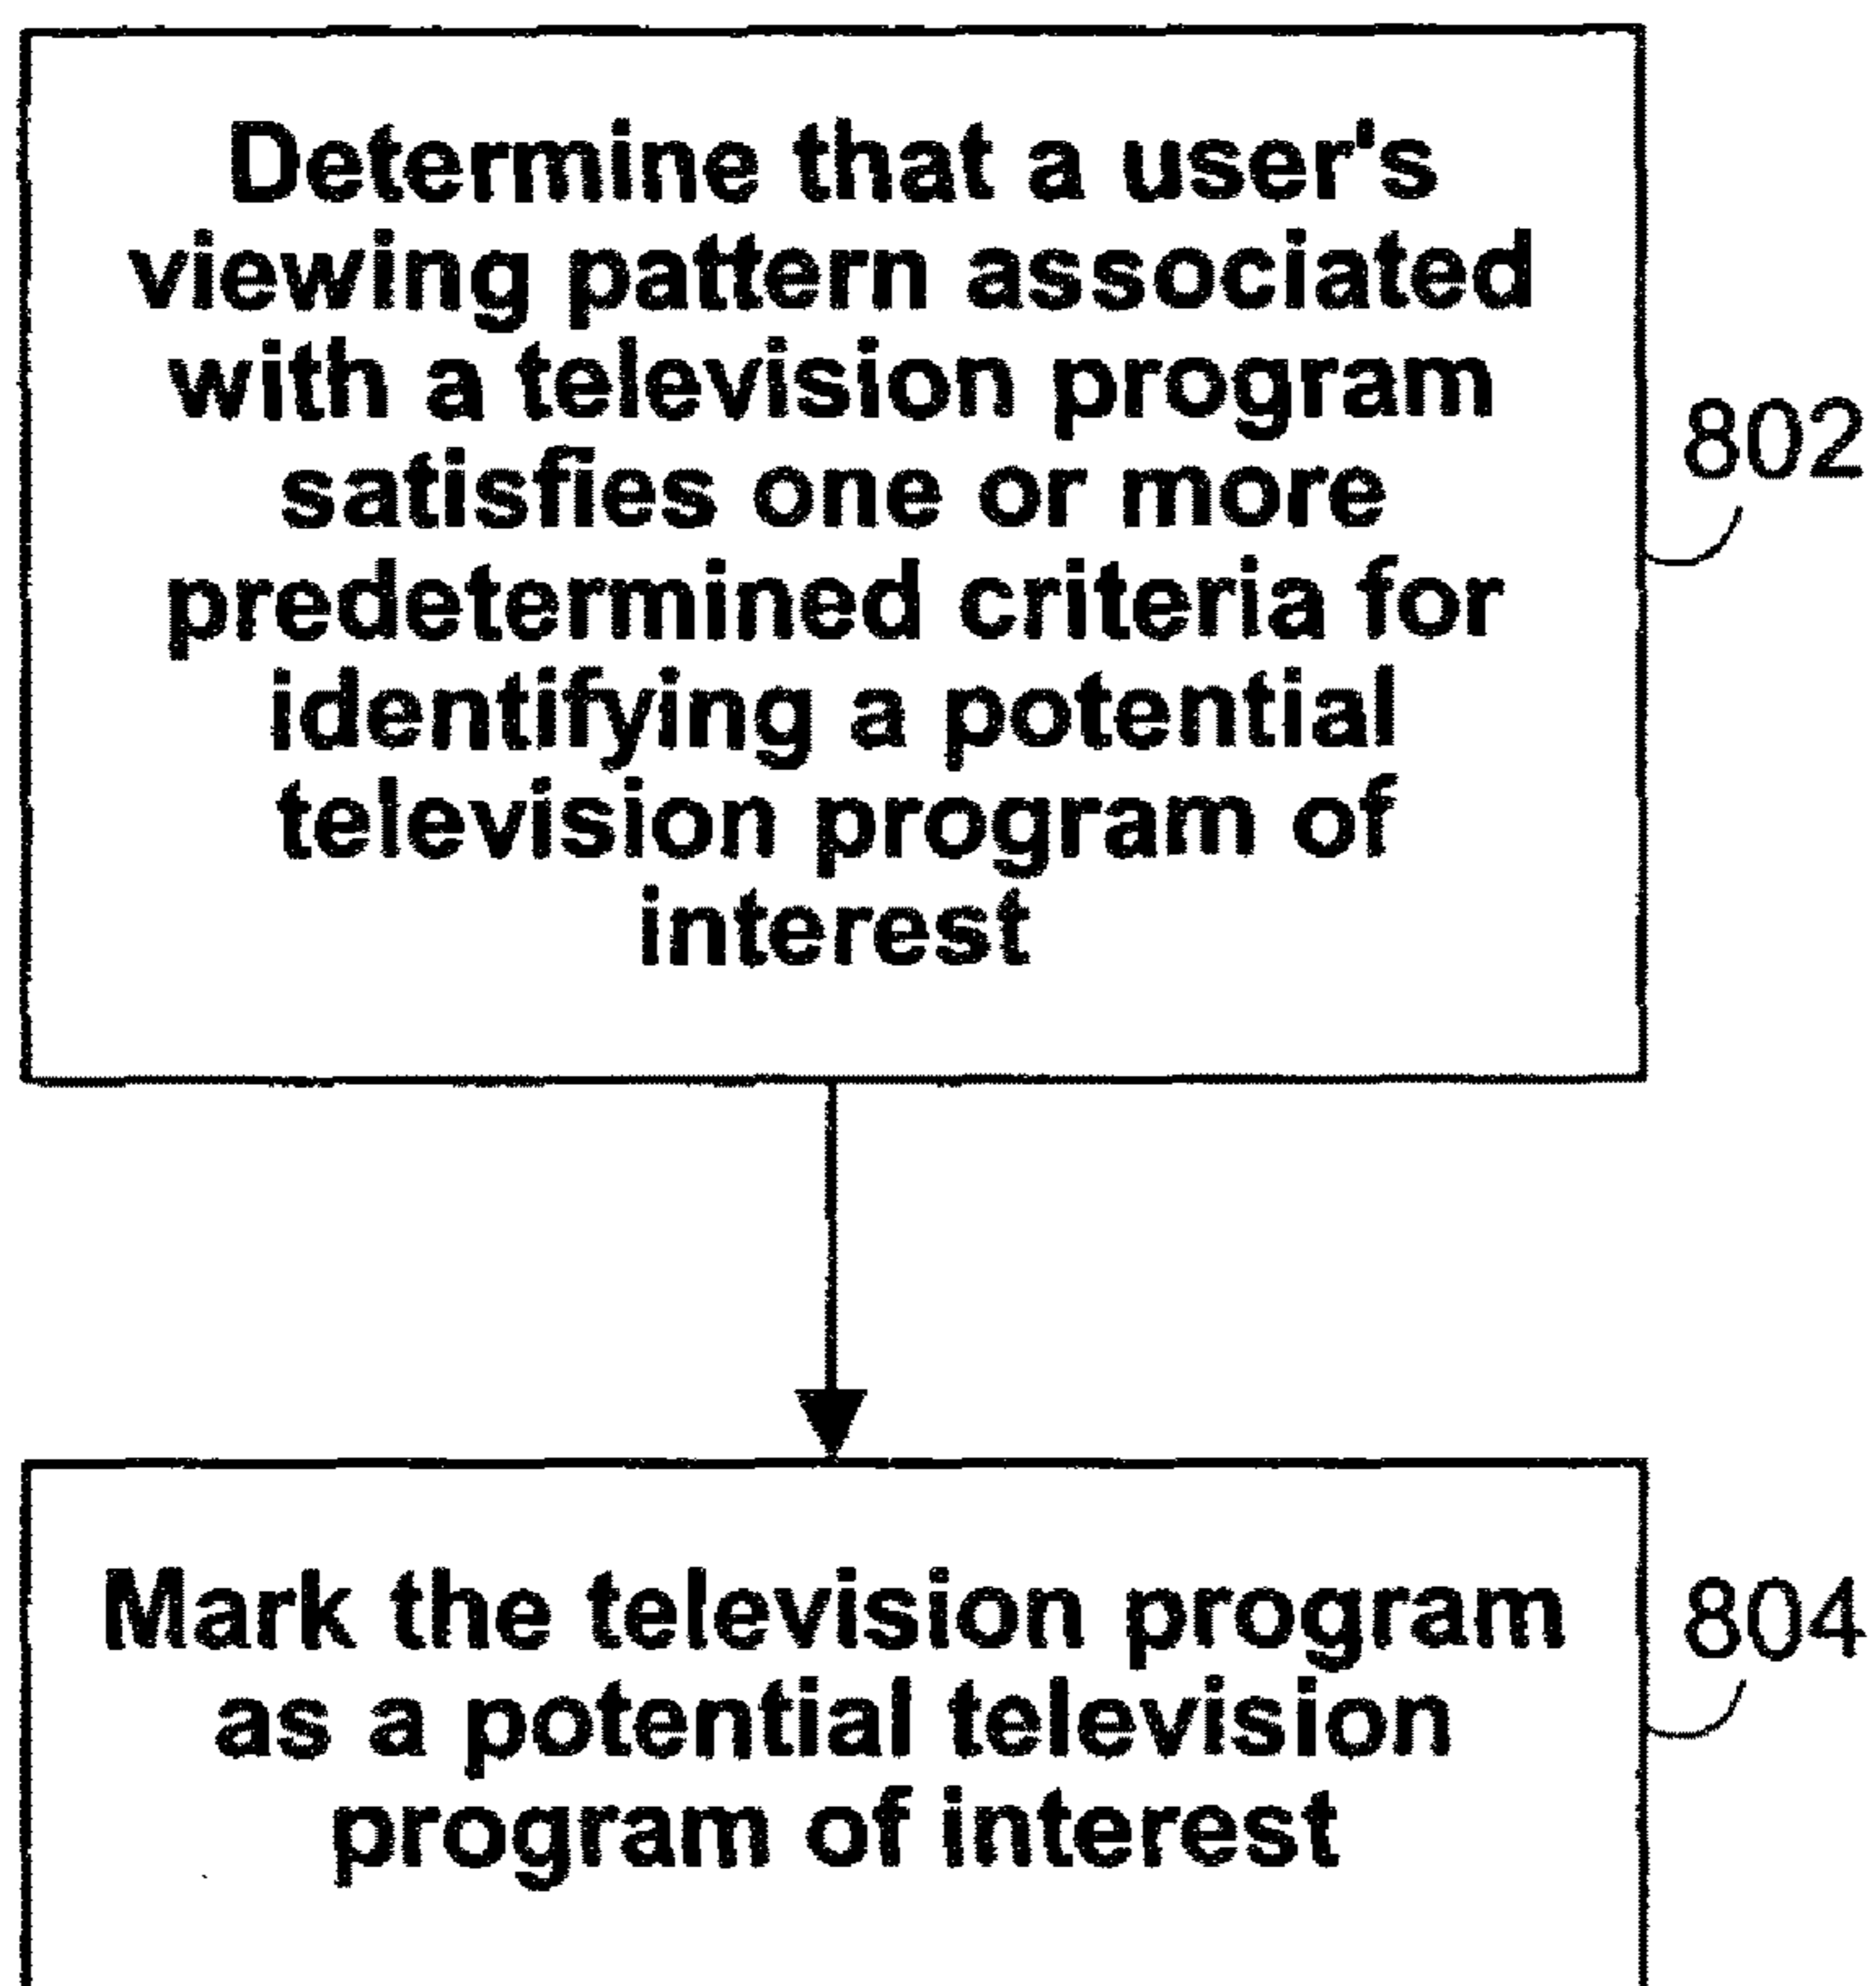 Determine that a user's
viewing pattern associated
with a television program
satisfies one or more
predetermined criteria for
identifying a potential
television program of
interest
802
Mark the television program
as a potential television
program of interest
804